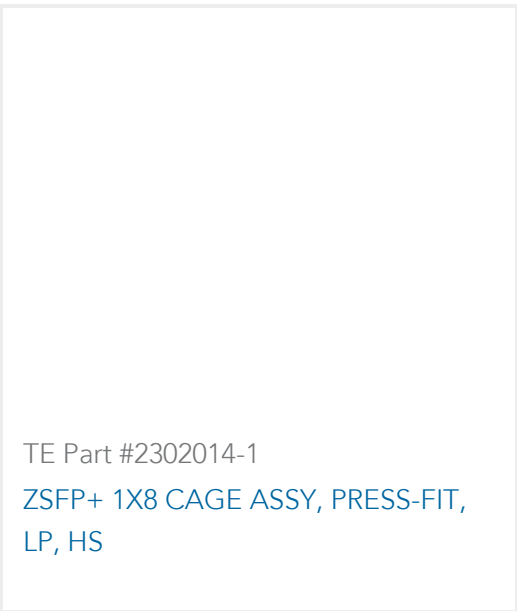 TE Part #2302014-1
ZSFP+ 1X8 CAGE ASSY, PRESS-FIT,
LP, HS